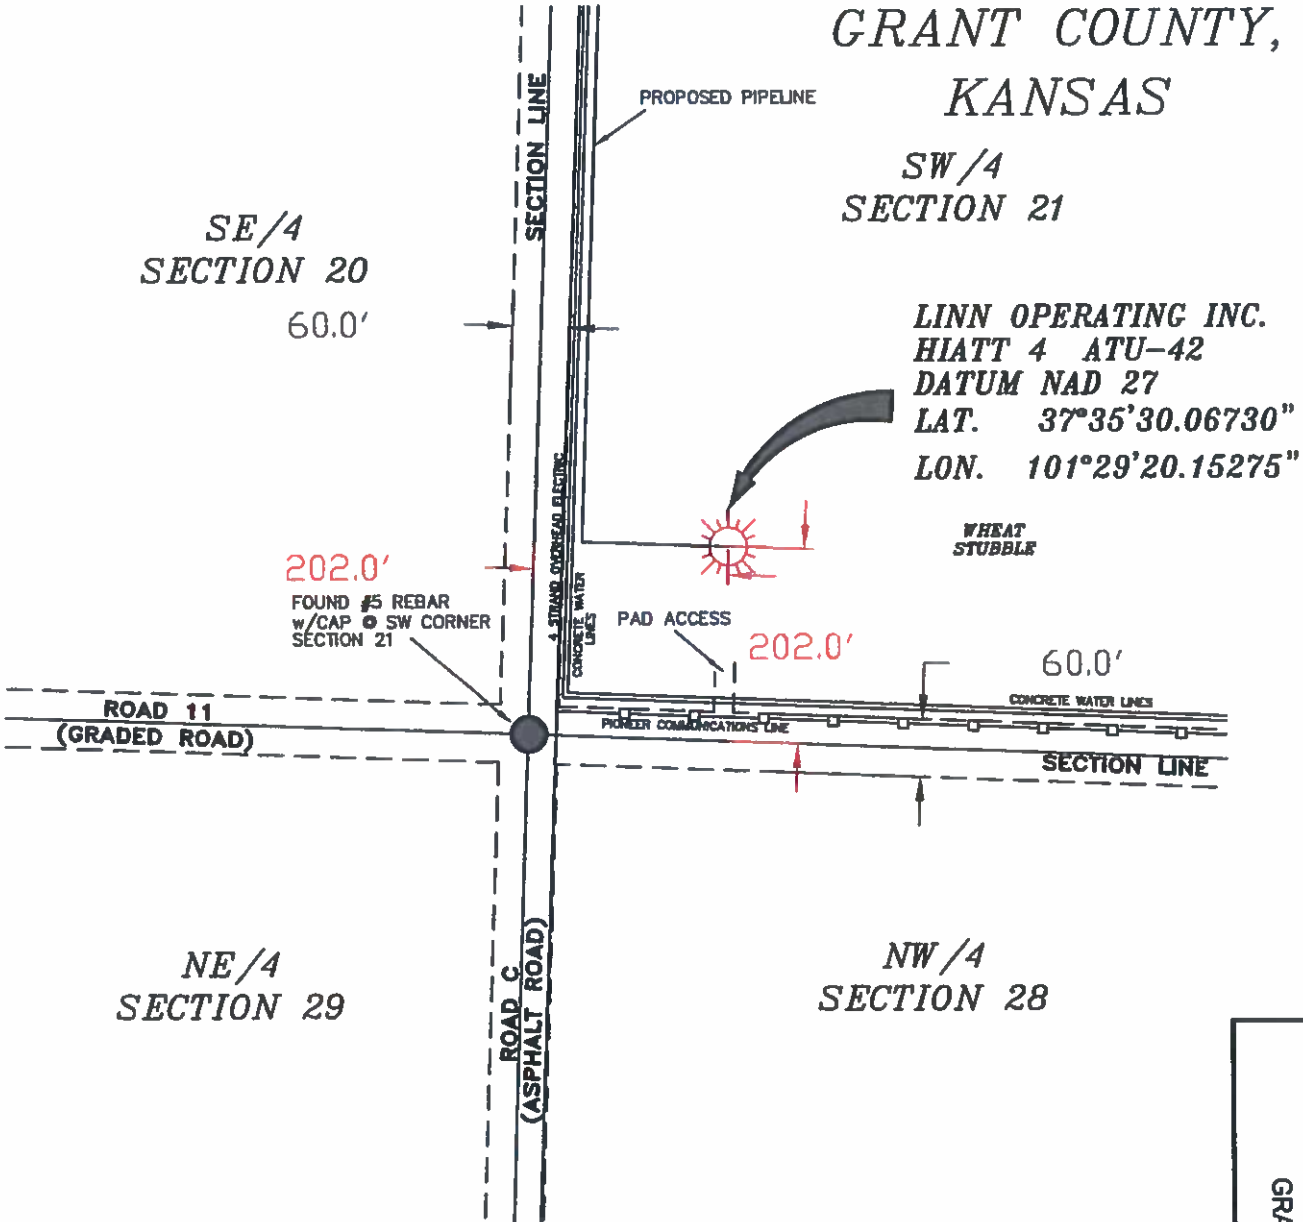 GRANT COUNTY,
KANSAS
PROPOSED PIPELINE
SECTION LINE
SW/4
SECTION 21
SE/4
SECTION 20
60.0'
LINN OPERATING INC.
HIATT 4 ATU-42
DATUM NAD 27
LAT. 37°35'30.06730"
LON. 101°29'20.15275"
WHEAT
STUBBLE
4 STRAND OVERHEAD ELECTRIC
CONCRETE WATER
LINES
202.0'
FOUND #5 REBAR
w/CAP @ SW CORNER
SECTION 21
PAD ACCESS
202.0'
60.0'
CONCRETE WATER LINES
ROAD 11
(GRADED ROAD)
PIONEER COMMUNICATIONS LINE
SECTION LINE
NE/4
SECTION 29
ROAD C
(ASPHALT ROAD)
NW/4
SECTION 28